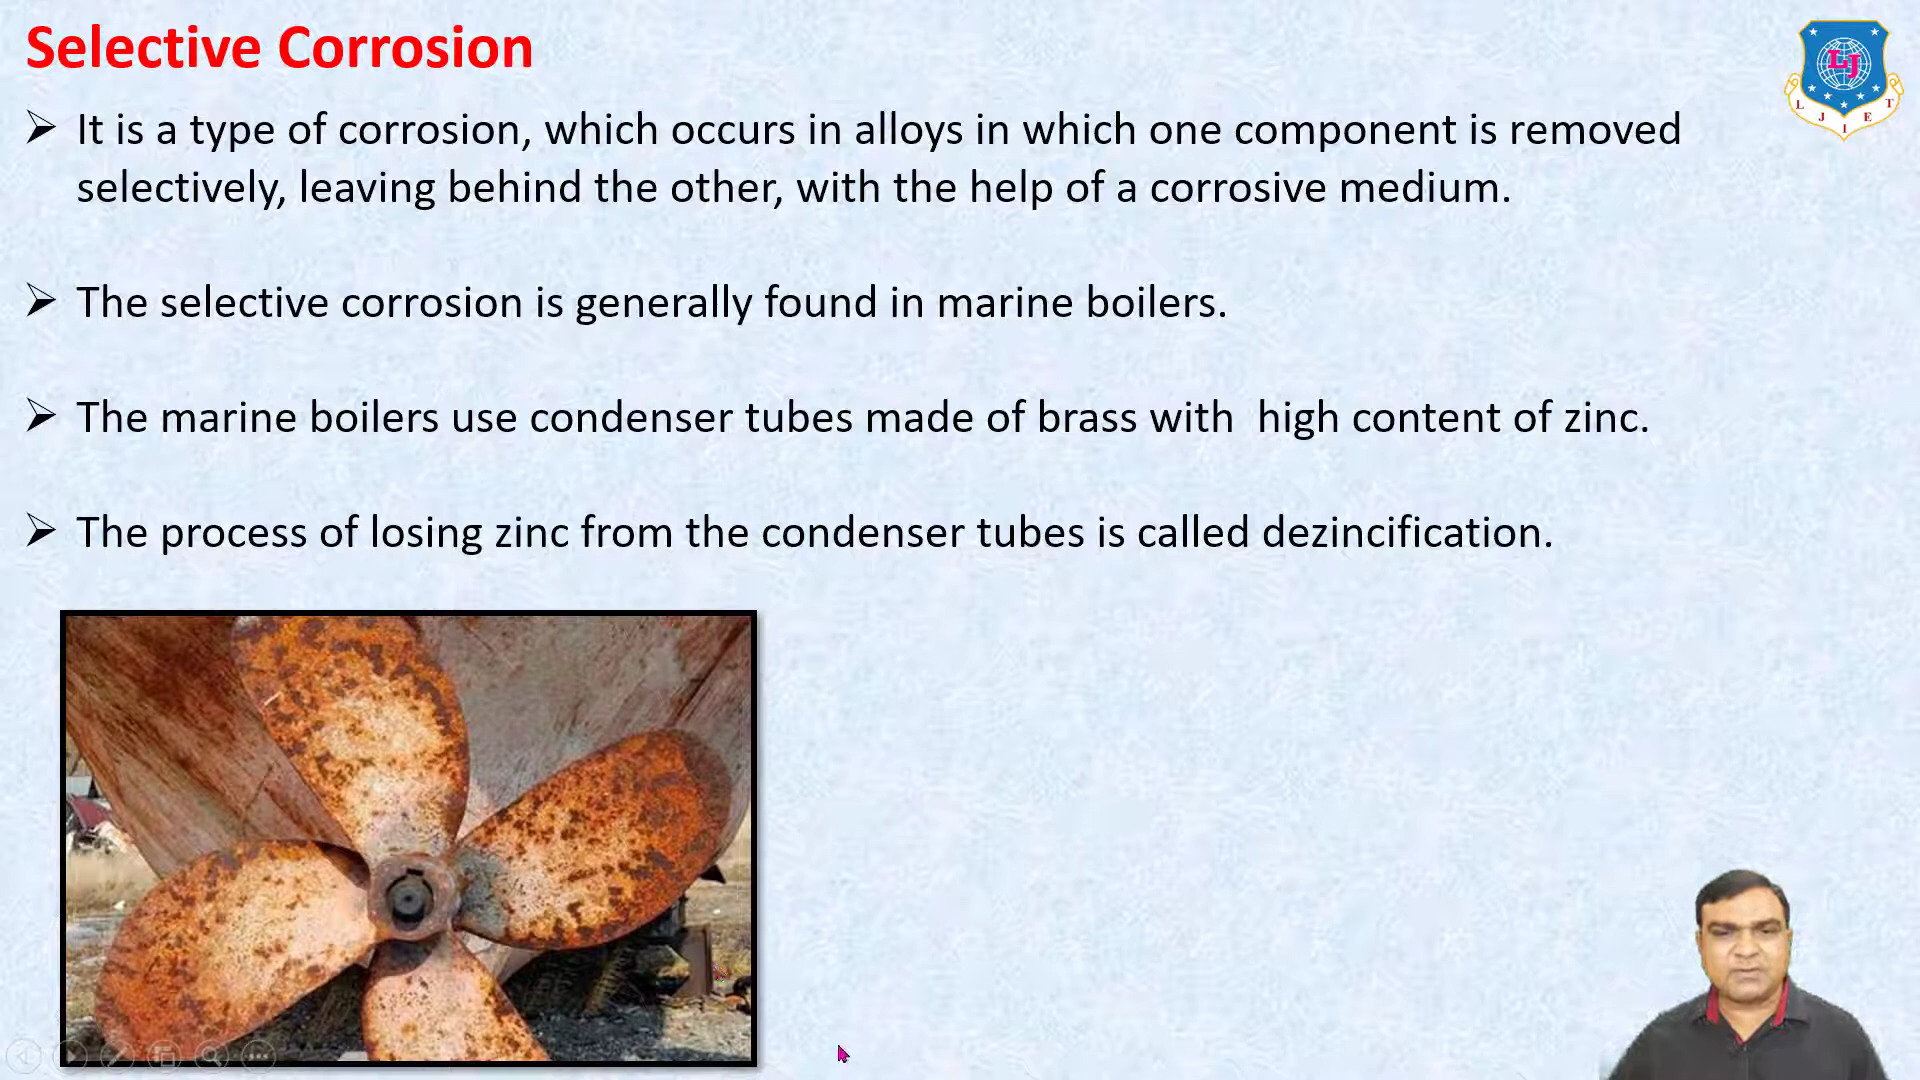 Selective Corrosion
It is a type of corrosion, which occurs in alloys in which one component is removed
selectively, leaving behind the other, with the help of a corrosive medium.
The selective corrosion is generally found in marine boilers.
The marine boilers use condenser tubes made of brass with  high content of zinc.
The process of losing zinc from the condenser tubes is called dezincification.
LJ
L J I E T